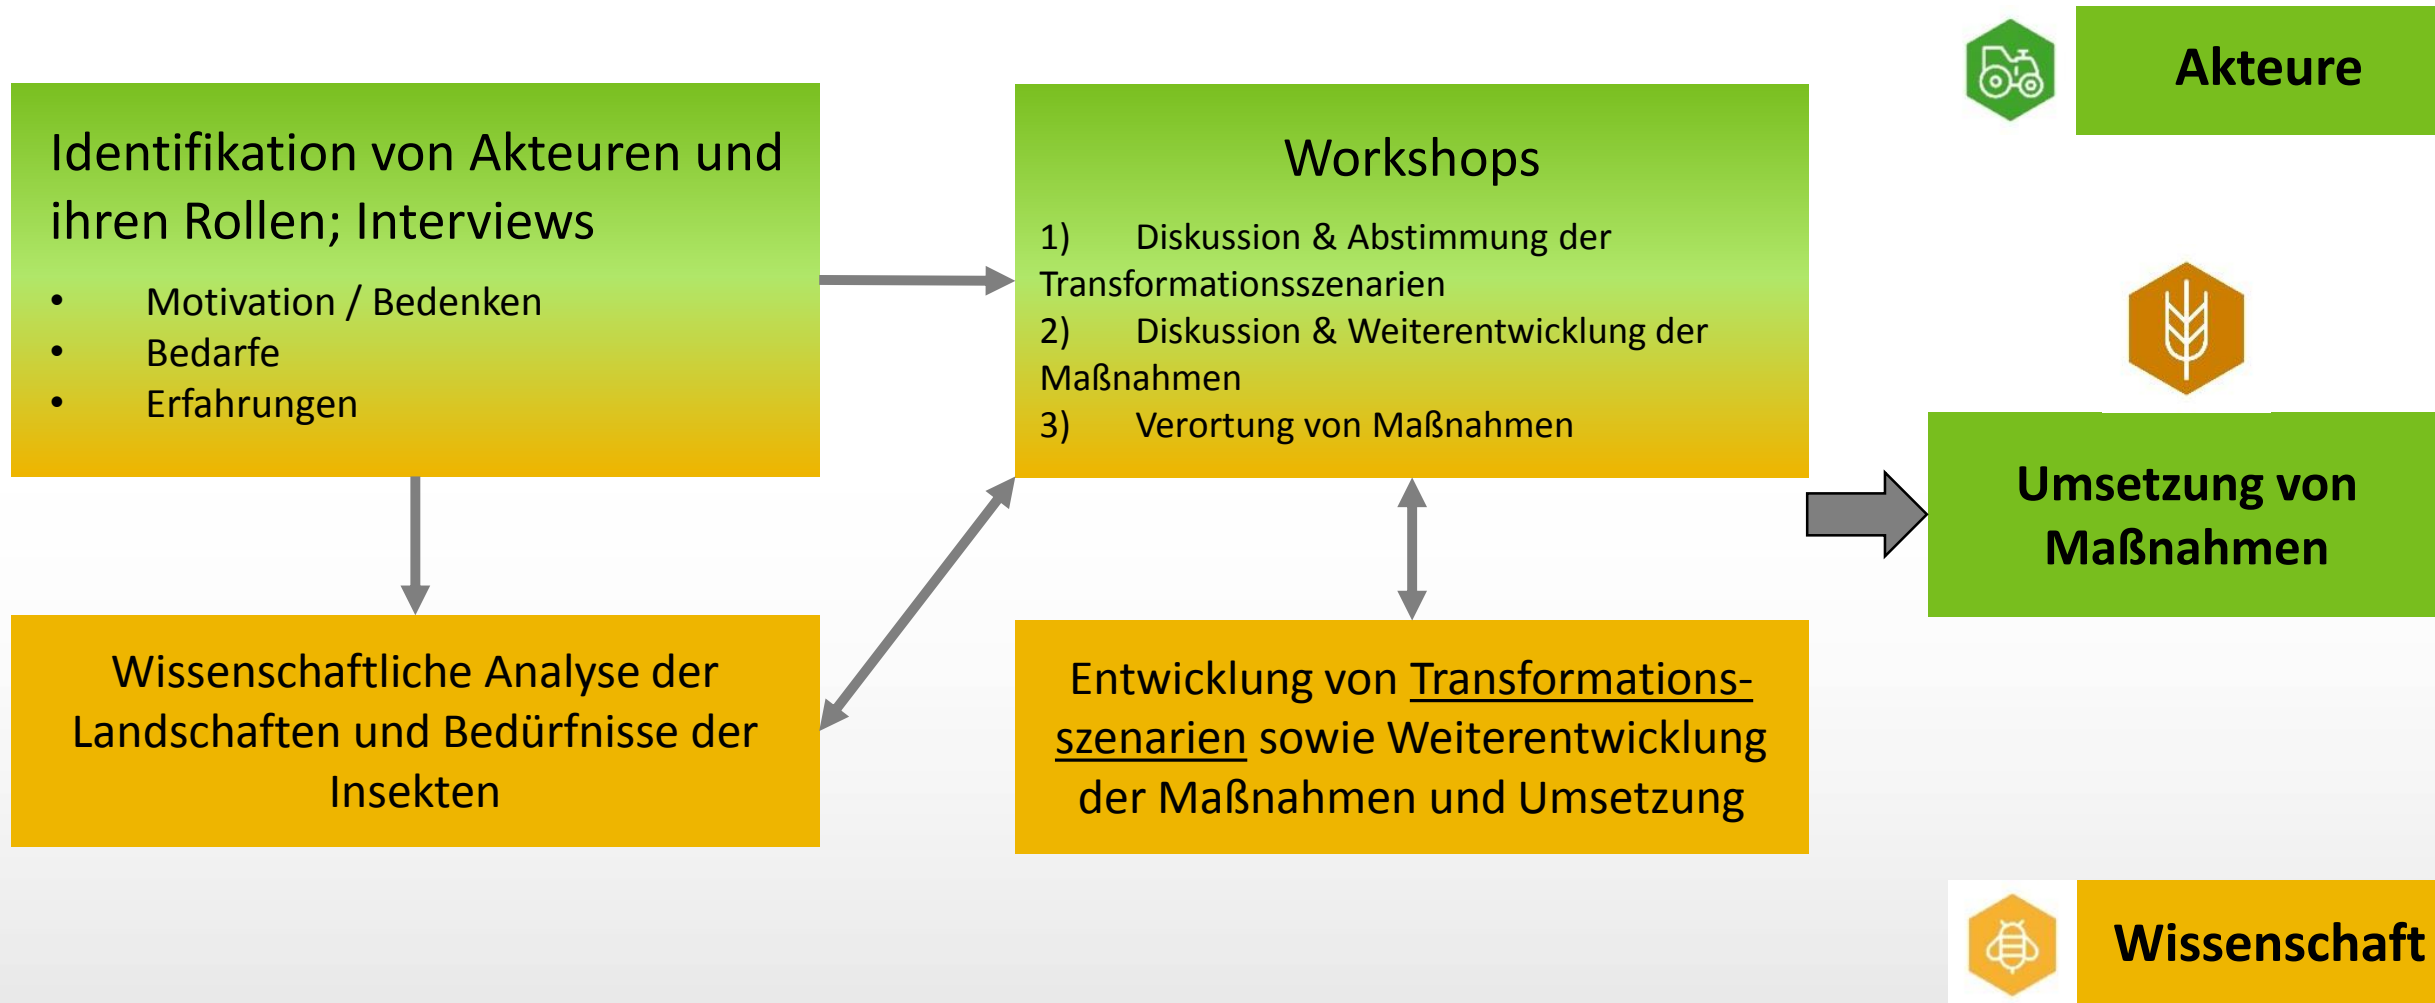 Akteure
Identifikation von Akteuren und
ihren Rollen; Interviews
• Motivation / Bedenken
• Bedarfe
• Erfahrungen
Workshops
1) Diskussion & Abstimmung der
Transformationsszenarien
2) Diskussion & Weiterentwicklung der
Maßnahmen
3) Verortung von Maßnahmen
Umsetzung von
Maßnahmen
Wissenschaftliche Analyse der
Landschaften und Bedürfnisse der
Insekten
Entwicklung von Transformations-
szenarien sowie Weiterentwicklung
der Maßnahmen und Umsetzung
Wissenschaft